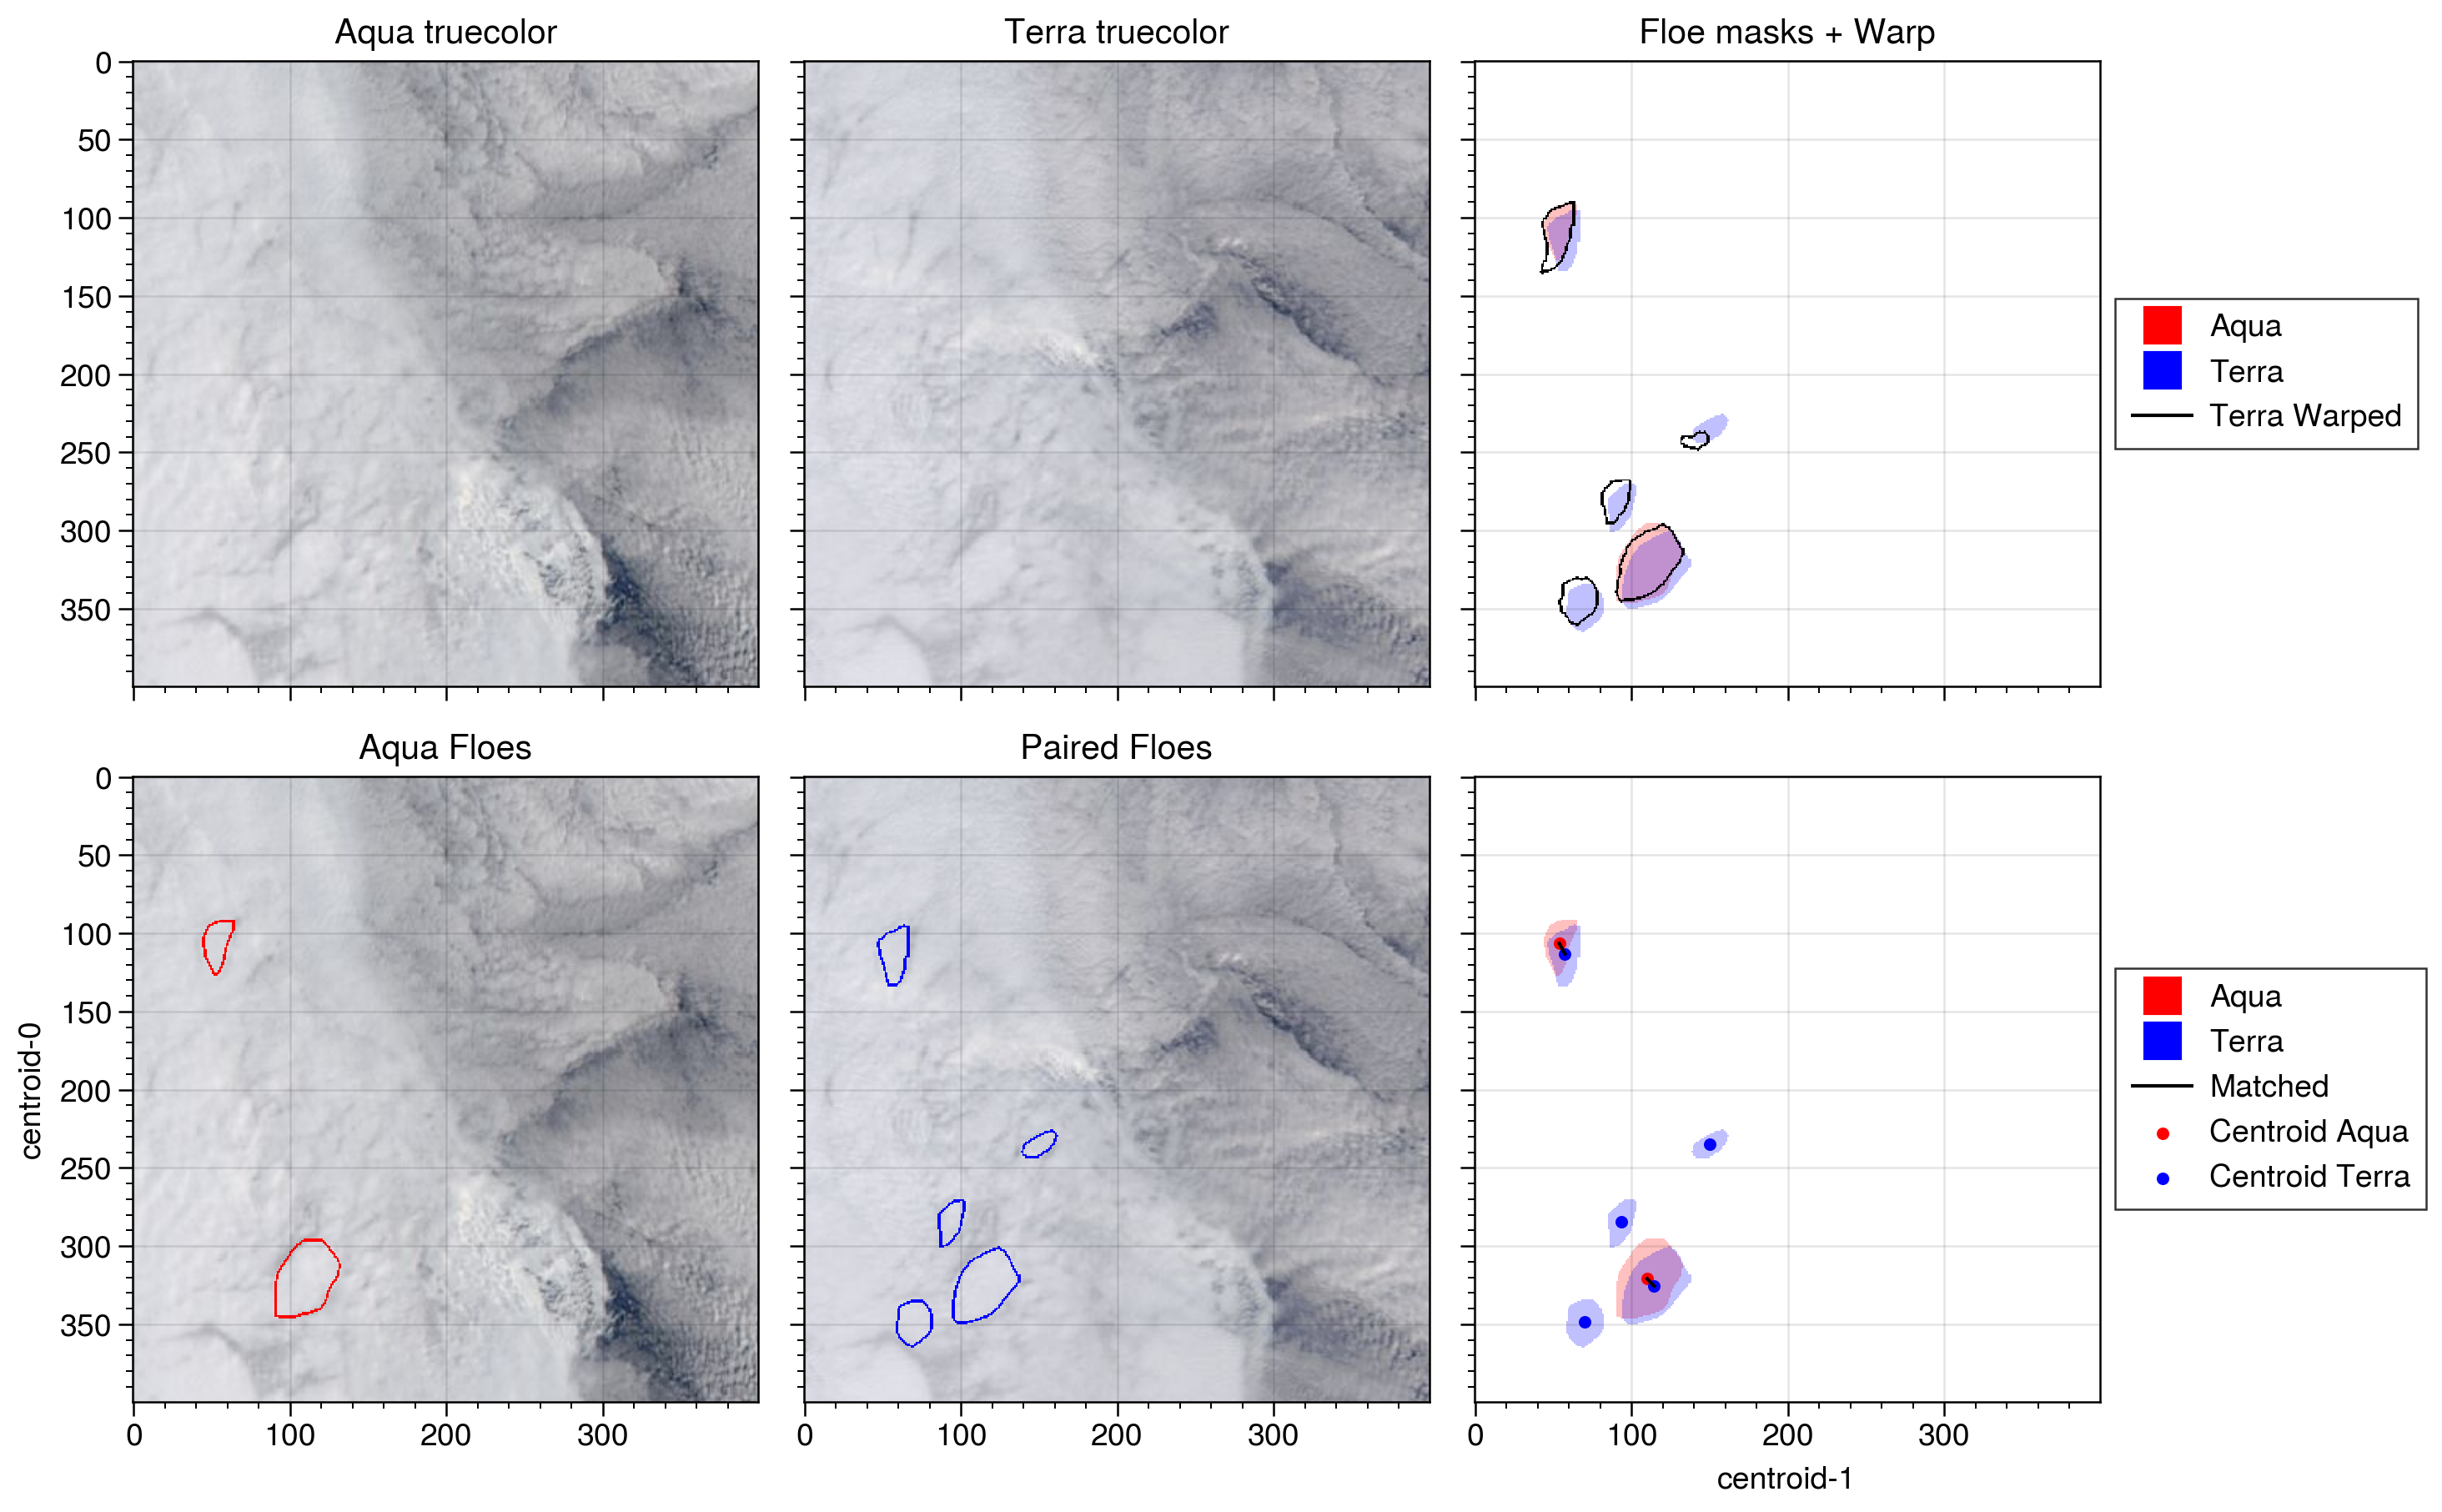 Aqua truecolor
Terra truecolor
Floe masks + Warp
0
50
100
150
200
250
300
350
Aqua
Terra
Terra Warped
Aqua Floes
Paired Floes
0
50
100
150
200
250
300
350
centroid-0
0
100
200
300
0
100
200
300
0
100
200
300
centroid-1
Aqua
Terra
Matched
Centroid Aqua
Centroid Terra